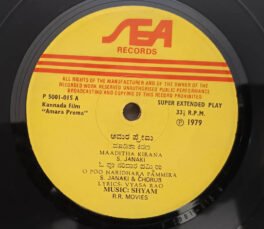 SEA
RECORDS
ALL RIGHTS OF THE MANUFACTURER AND OF THE OWNER OF THE
RECORDED WORK RESERVED UNAUTHORISED PUBLIC PERFORMANCE
BROADCASTING AND COPYING OF THIS RECORD PROHIBITED
P 5001-015 A
SUPER EXTENDED PLAY
Kannada film
33⅓ R.P.M.
"Amara Prema"
Ⓟ 1979
ಅಮರ ಪ್ರೇಮ
MAADITHA KIRANA
S. JANAKI
O POO NARIDHARA PAMMIRA
S. JANAKI & CHORUB
LYRICS: VYASA RAO
MUSIC: SHYAM
R.R. MOVIES